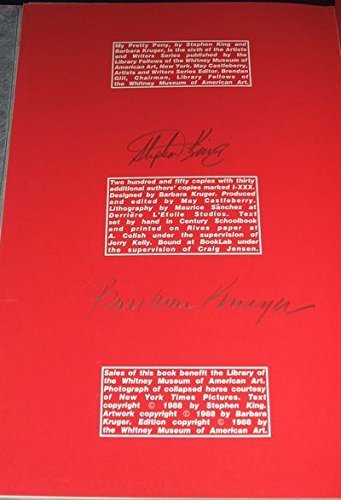 My Pretty Pony, by Stephen King and
Barbara Kruger, is the sixth of the Artists
and Writers Series published by the
Library Fellows of the Whitney Museum of
American Art, New York. May Castleberry,
Artists and Writers Series Editor. Brendan
Gill, Chairman, Library Fellows of
the Whitney Museum of American Art.
Stephen King
Two hundred and fifty copies with thirty
additional authors' copies marked I-XXX.
Designed by Barbara Kruger. Produced
and edited by May Castleberry.
Lithography by Maurice Sánchez at
Derrière L'Etoile Studios. Text
set by hand in Century Schoolbook
and printed on Rives paper at
A. Colish under the supervision of
Jerry Kelly. Bound at BookLab under
the supervision of Craig Jensen.
Barbara Kruger
Sales of this book benefit the Library of
the Whitney Museum of American Art.
Photograph of collapsed horse courtesy
of New York Times Pictures. Text
copyright © 1988 by Stephen King.
Artwork copyright © 1988 by Barbara
Kruger. Edition copyright © 1988 by
the Whitney Museum of American Art.